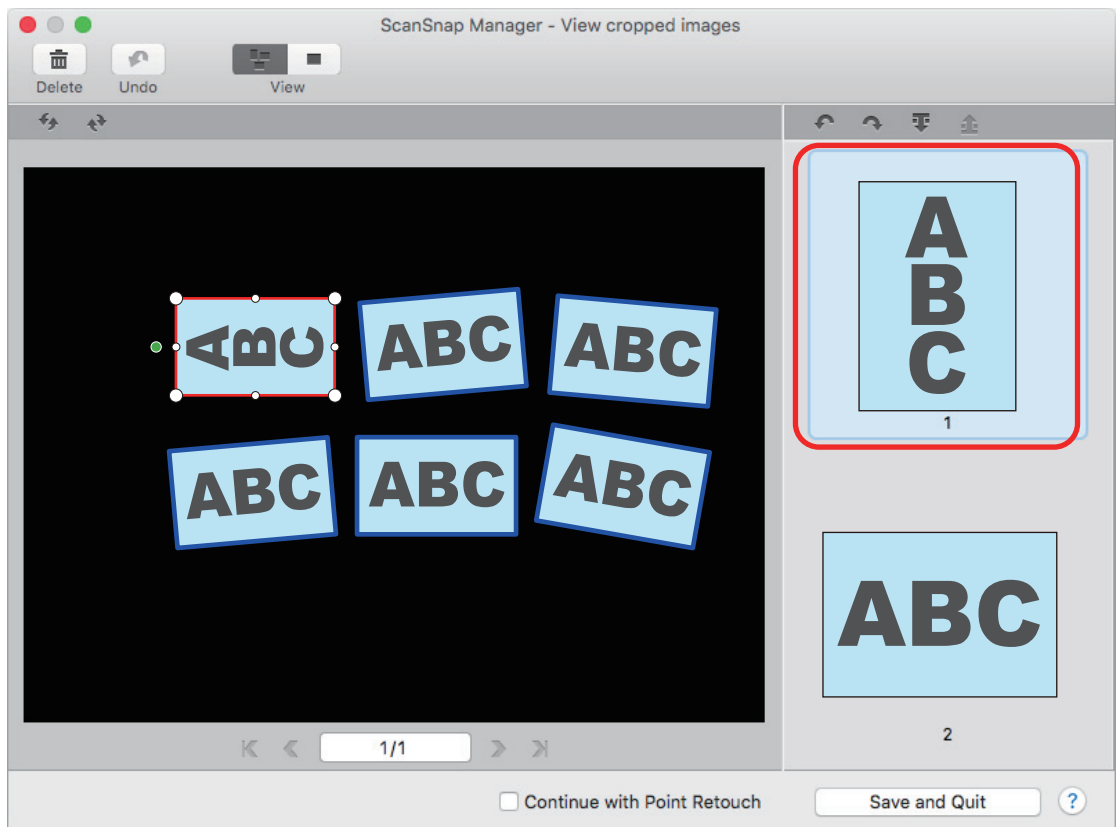 ScanSnap Manager - View cropped images
Delete
Undo
View
ABC
ABC
ABC
ABC
ABC
ABC
1/1
A
B
C
1
ABC
2
Continue with Point Retouch
Save and Quit
?